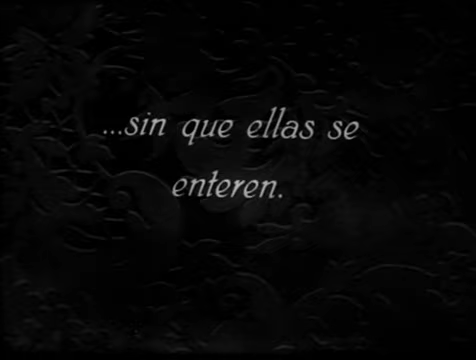 ...sin que ellas se
enteren.